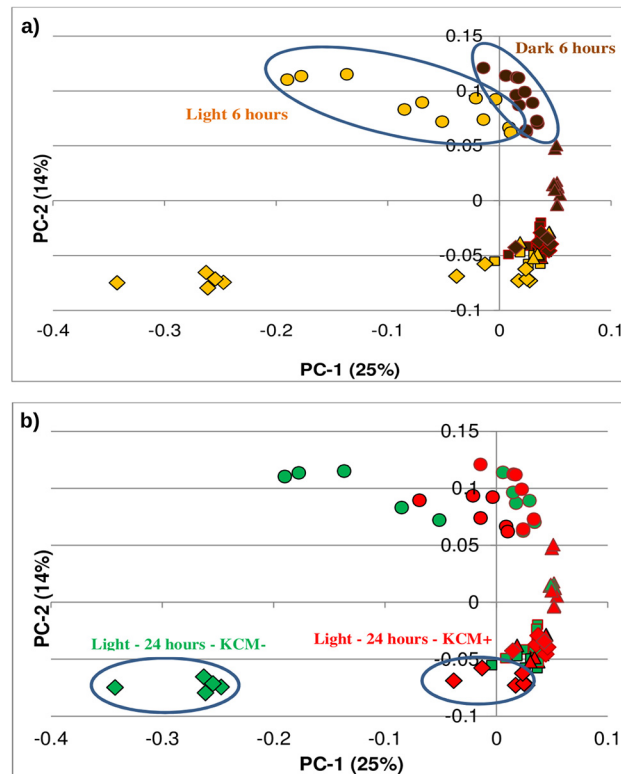 a)
0.15
Dark 6 hours
0.1
Light 6 hours
0.05
PC-2 (14%)
0
-0.05
-0.1
-0.4
-0.3
-0.2
-0.1
0
0.1
PC-1 (25%)
b)
0.15
0.1
0.05
PC-2 (14%)
0
Light - 24 hours - KCM-
Light - 24 hours - KCM+
-0.05
-0.1
-0.4
-0.3
-0.2
-0.1
0
0.1
PC-1 (25%)